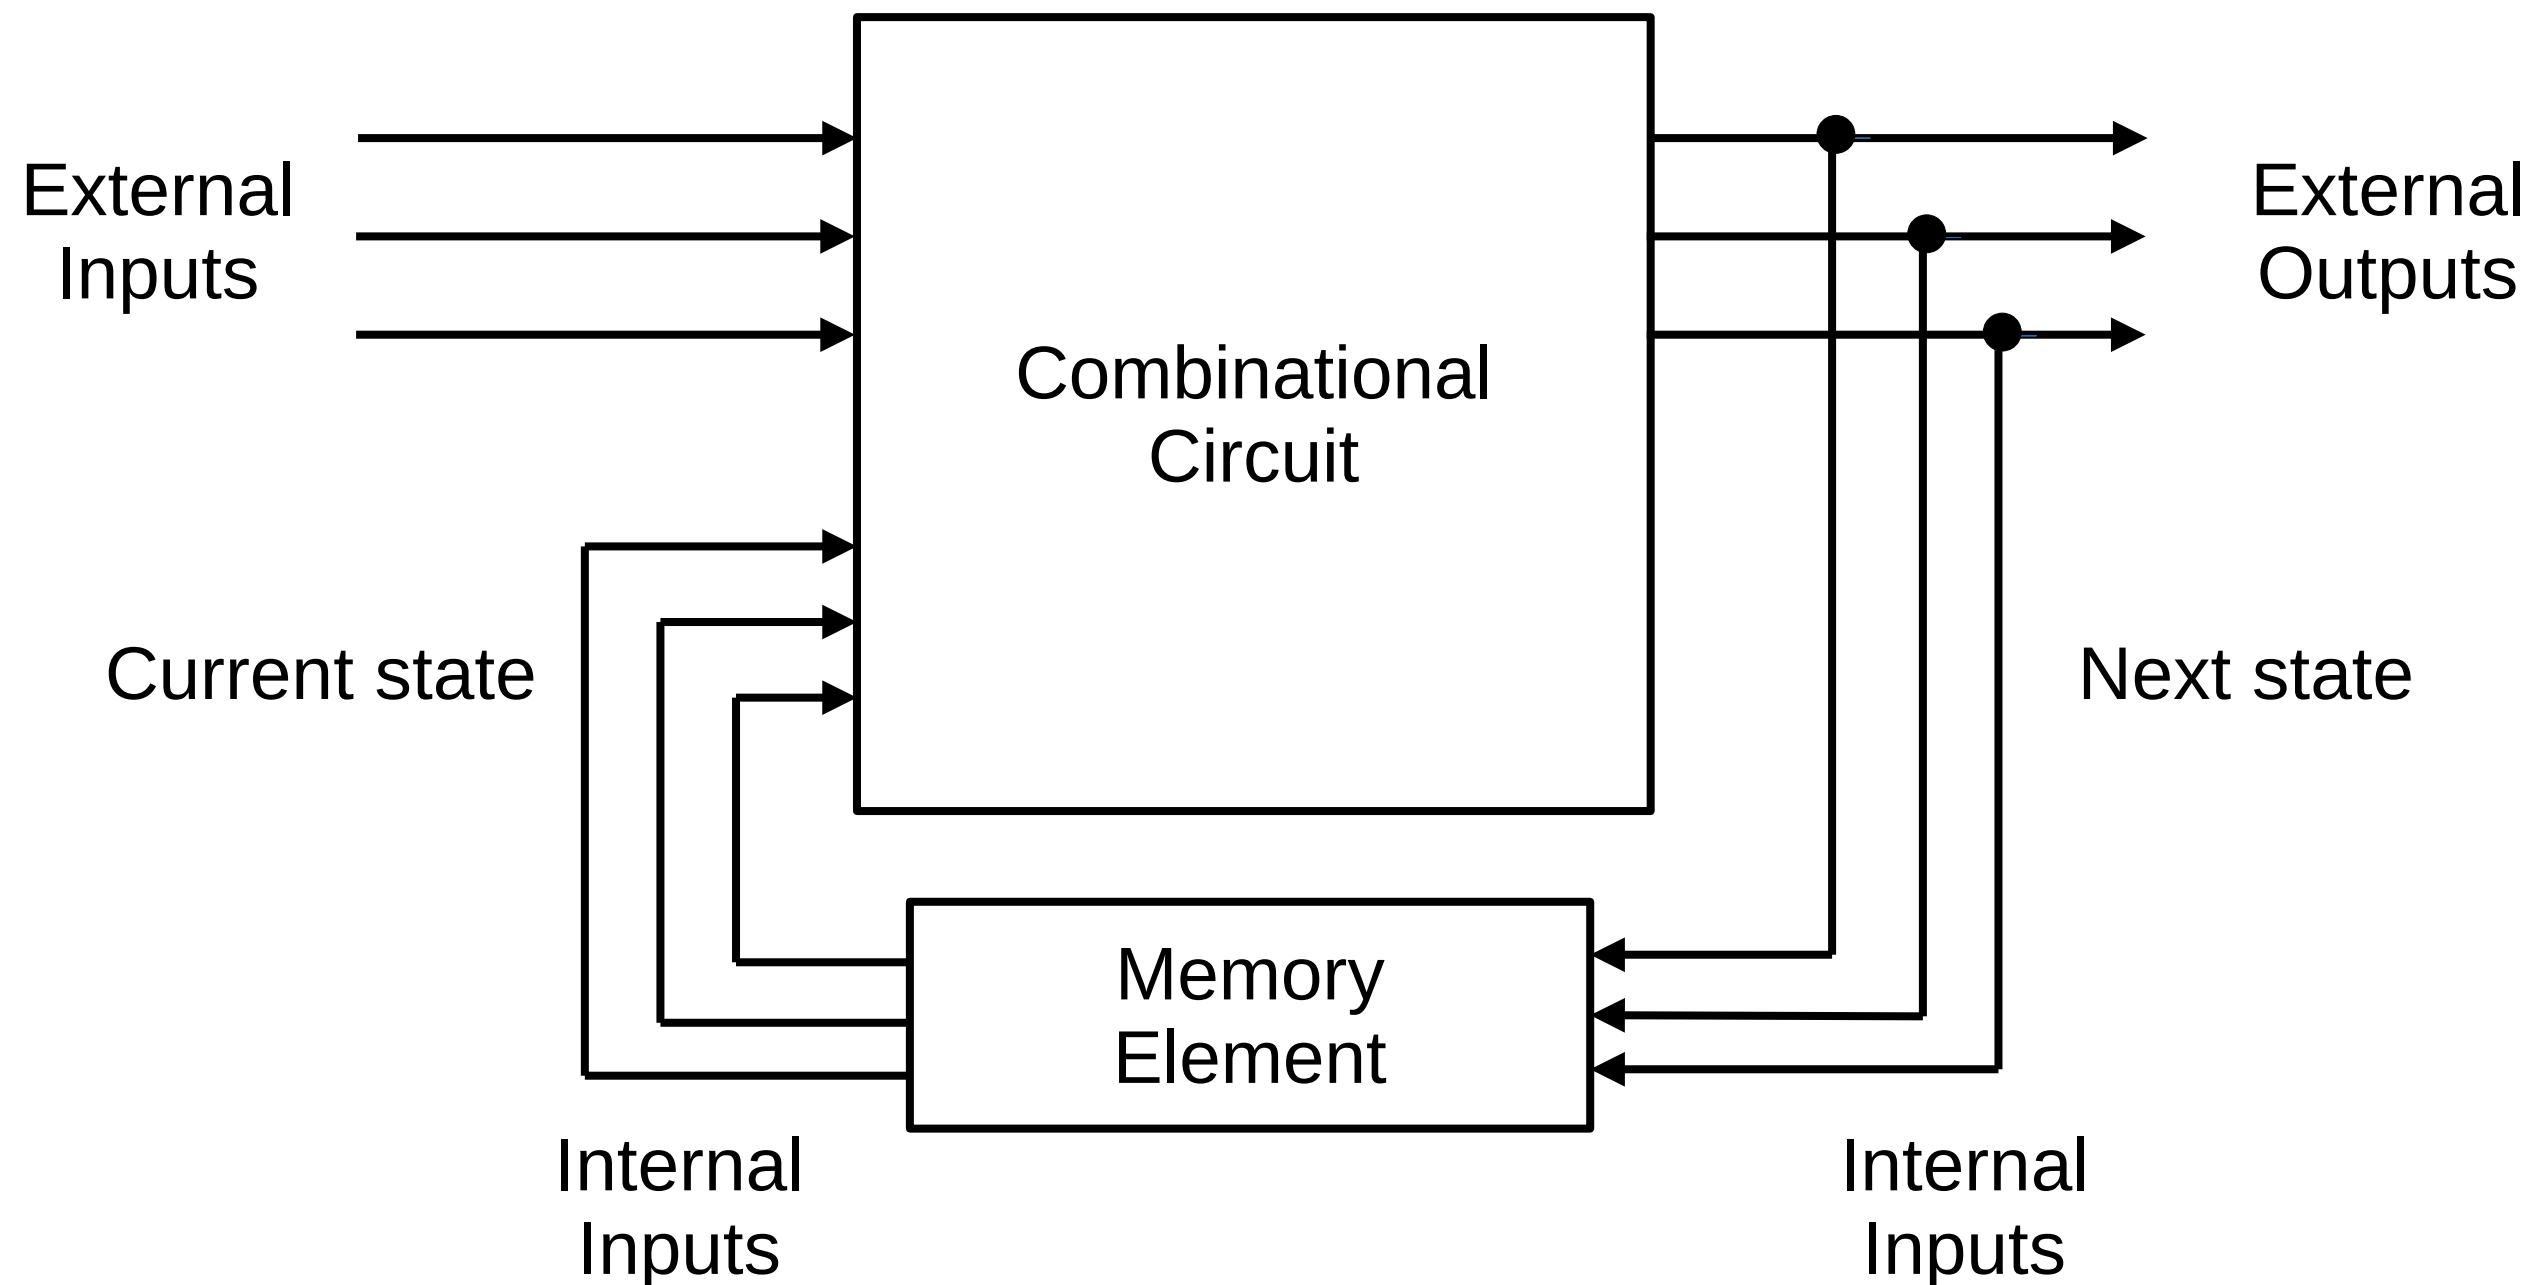 External
Inputs
Combinational
Circuit
External
Outputs
Current state
Next state
Memory
Element
Internal
Inputs
Internal
Inputs